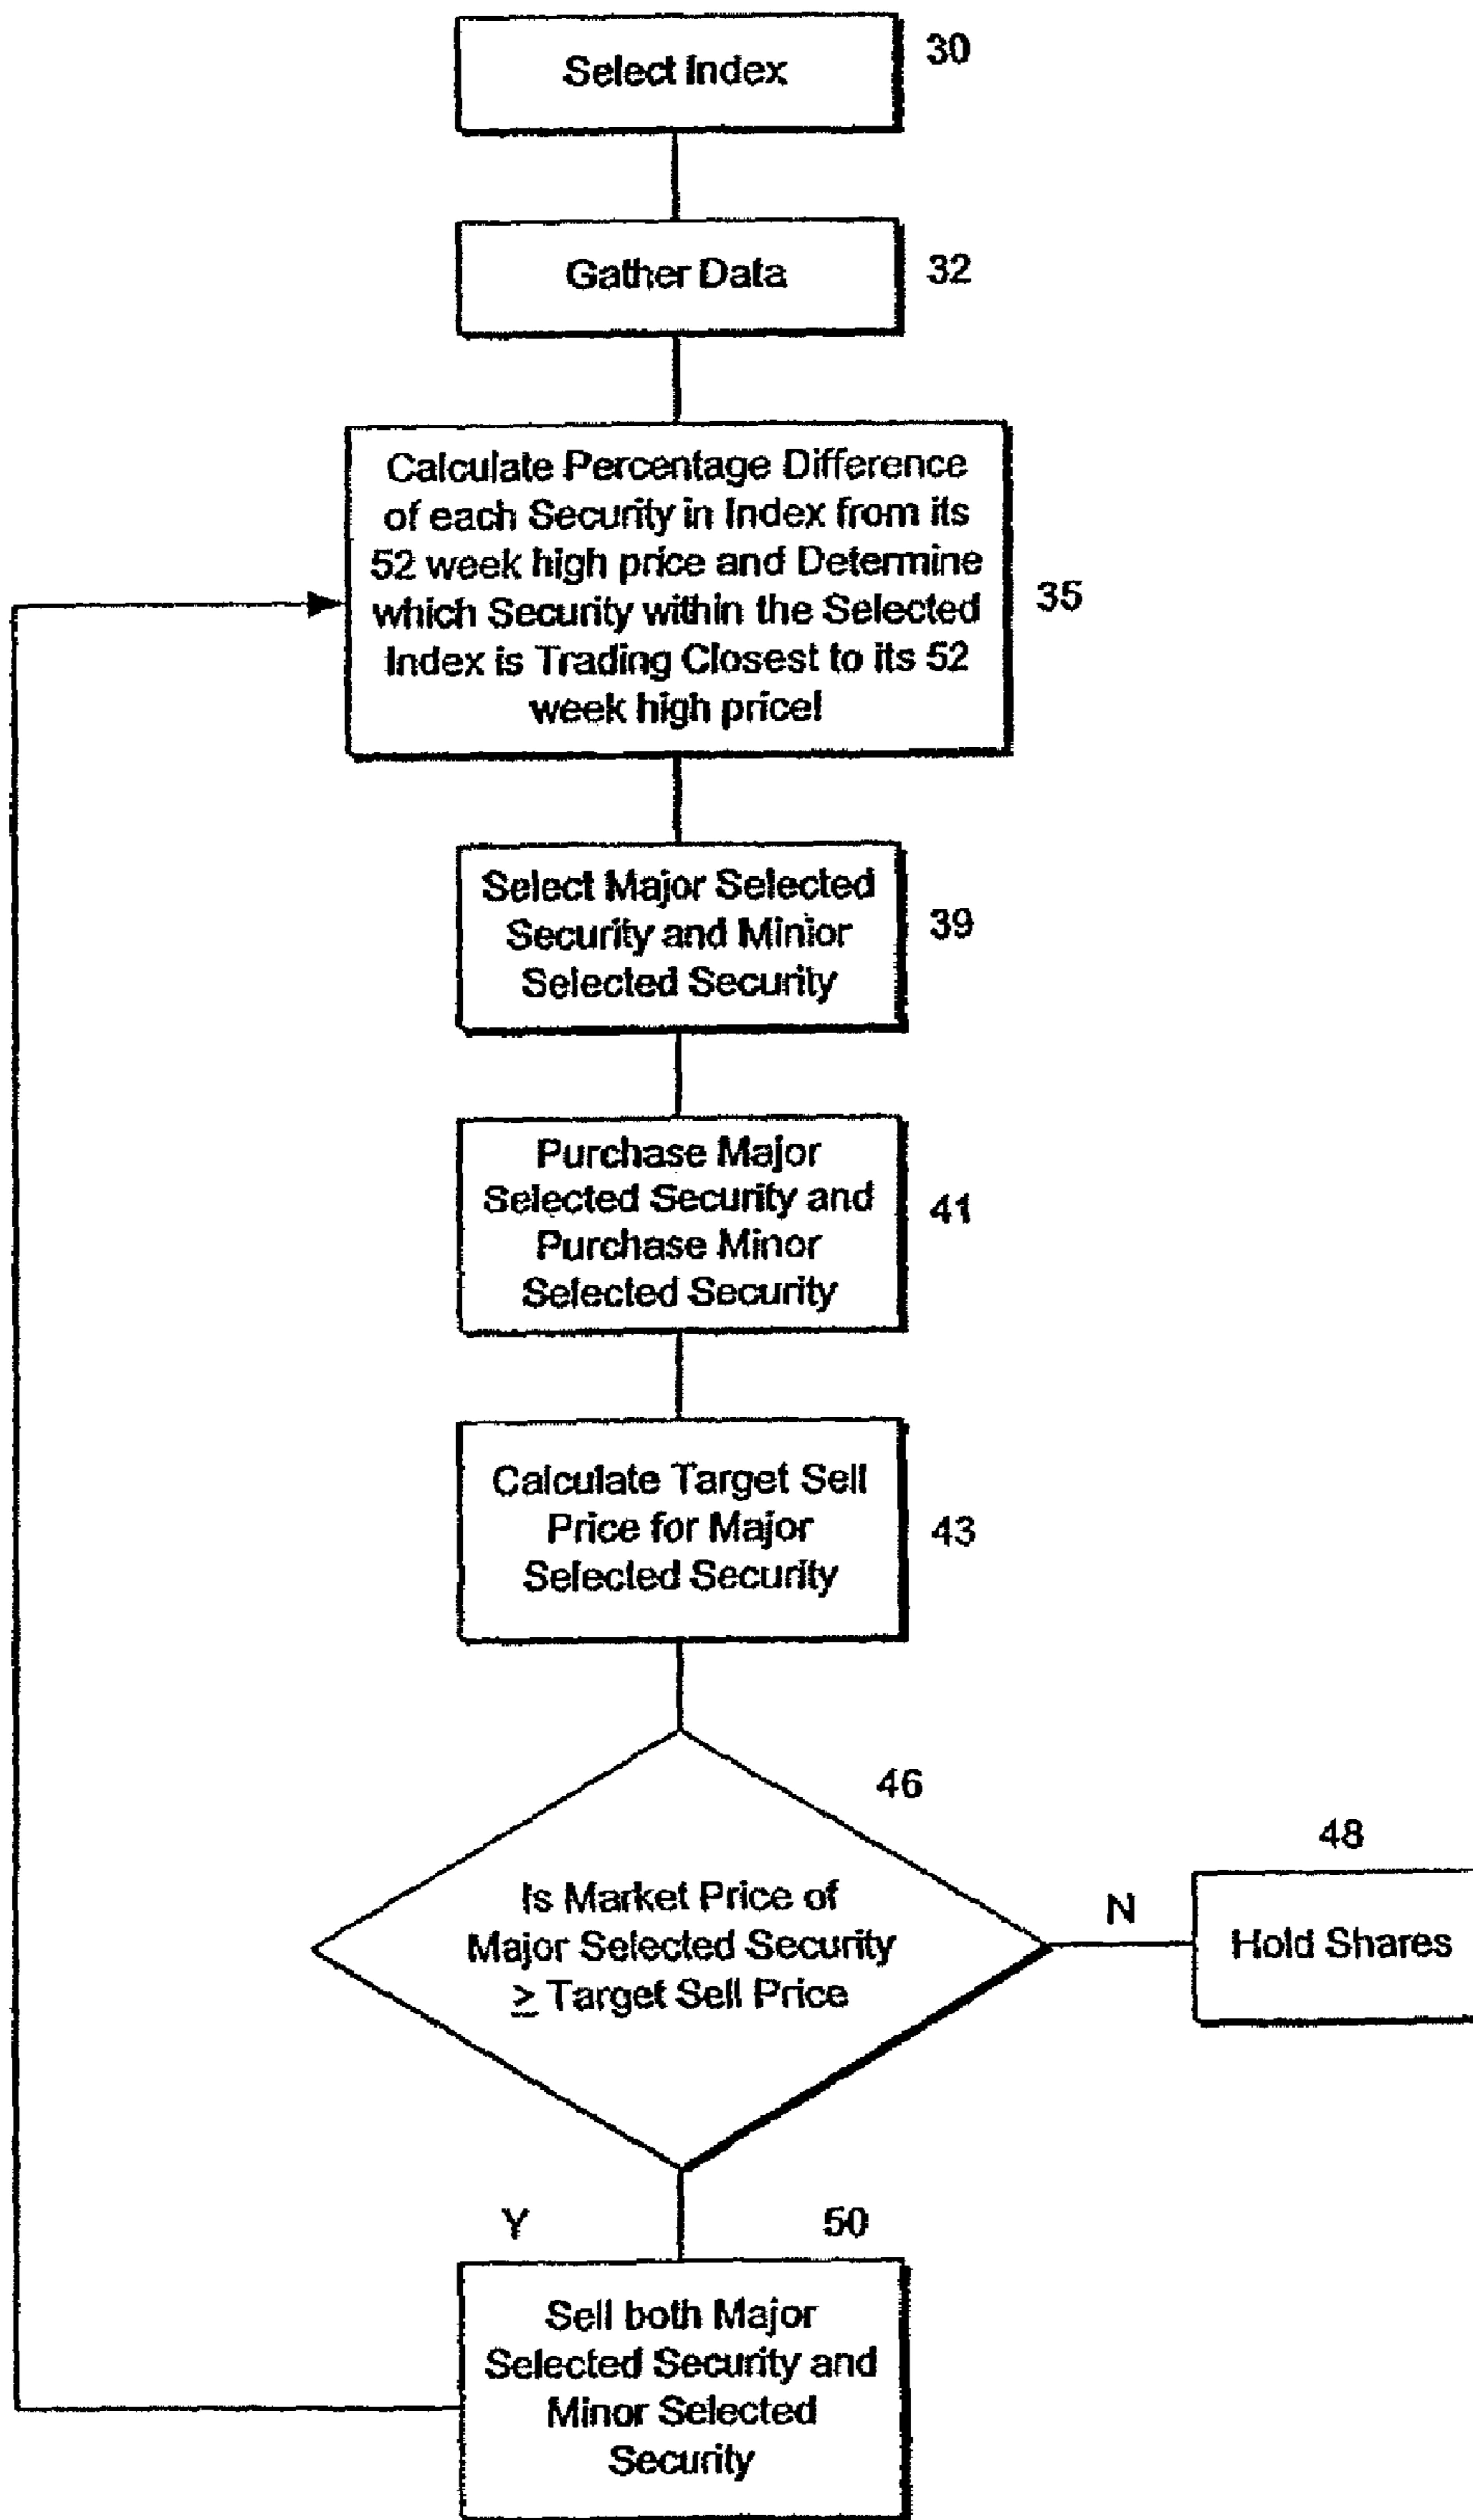 Select Index
30
Gather Data
32
Calculate Percentage Difference
of each Security in Index from its
52 week high price and Determine
which Security within the Selected
Index is Trading Closest to its 52
week high price!
35
Select Major Selected
Security and Minior
Selected Security
39
Purchase Major
Selected Security and
Purchase Minor
Selected Security
41
Calculate Target Sell
Price for Major
Selected Security
43
46
Is Market Price of
Major Selected Security
≥ Target Sell Price
N
48
Hold Shares
Y
50
Sell both Major
Selected Security and
Minor Selected
Security